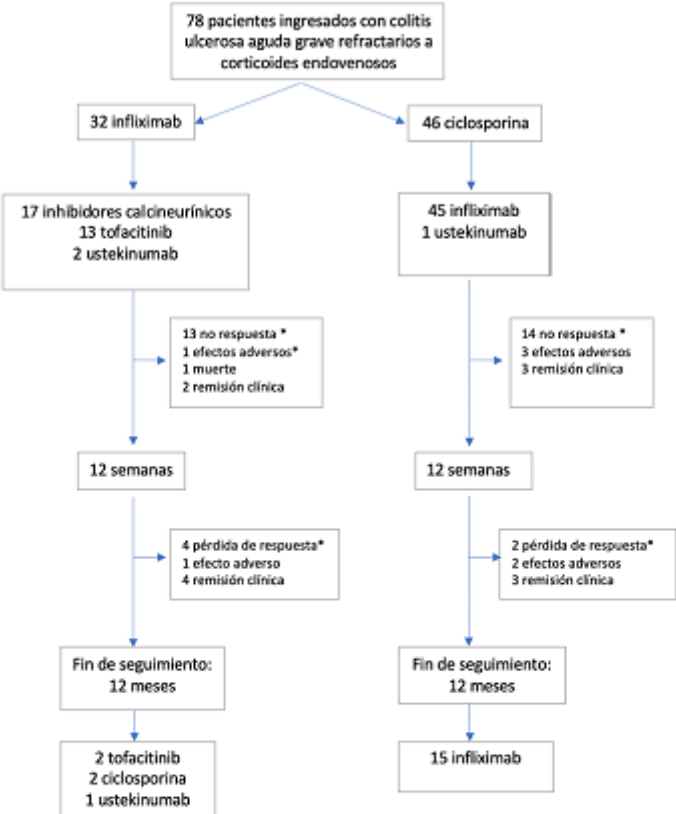 78 pacientes ingresados con colitis
ulcerosa aguda grave refractarios a
corticoides endovenosos
32 infliximab
46 ciclosporina
17 inhibidores calcineurínicos
13 tofacitinib
2 ustekinumab
45 infliximab
1 ustekinumab
13 no respuesta *
1 efectos adversos*
1 muerte
2 remisión clínica
14 no respuesta *
3 efectos adversos
3 remisión clínica
12 semanas
12 semanas
4 pérdida de respuesta*
1 efecto adverso
4 remisión clínica
2 pérdida de respuesta*
2 efectos adversos
3 remisión clínica
Fin de seguimiento:
12 meses
Fin de seguimiento:
12 meses
2 tofacitinib
2 ciclosporina
1 ustekinumab
15 infliximab